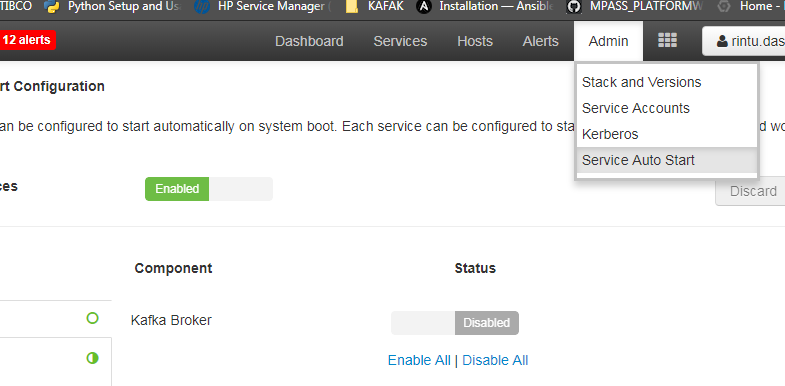 TIBCO Python Setup and Us HP Service Manager ( KAFAK Installation — Ansible MPASS_PLATFORMW Home -
12 alerts Dashboard Services Hosts Alerts Admin rintu.das
Stack and Versions
rt Configuration
Service Accounts
an be configured to start automatically on system boot. Each service can be configured to sta d wo
Kerberos
Service Auto Start
ces Enabled Discard
Component Status
Kafka Broker Disabled
Enable All | Disable All